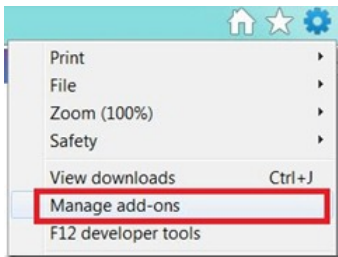 Print
File
Zoom (100%)
Safety
View downloads Ctrl+J
Manage add-ons
F12 developer tools